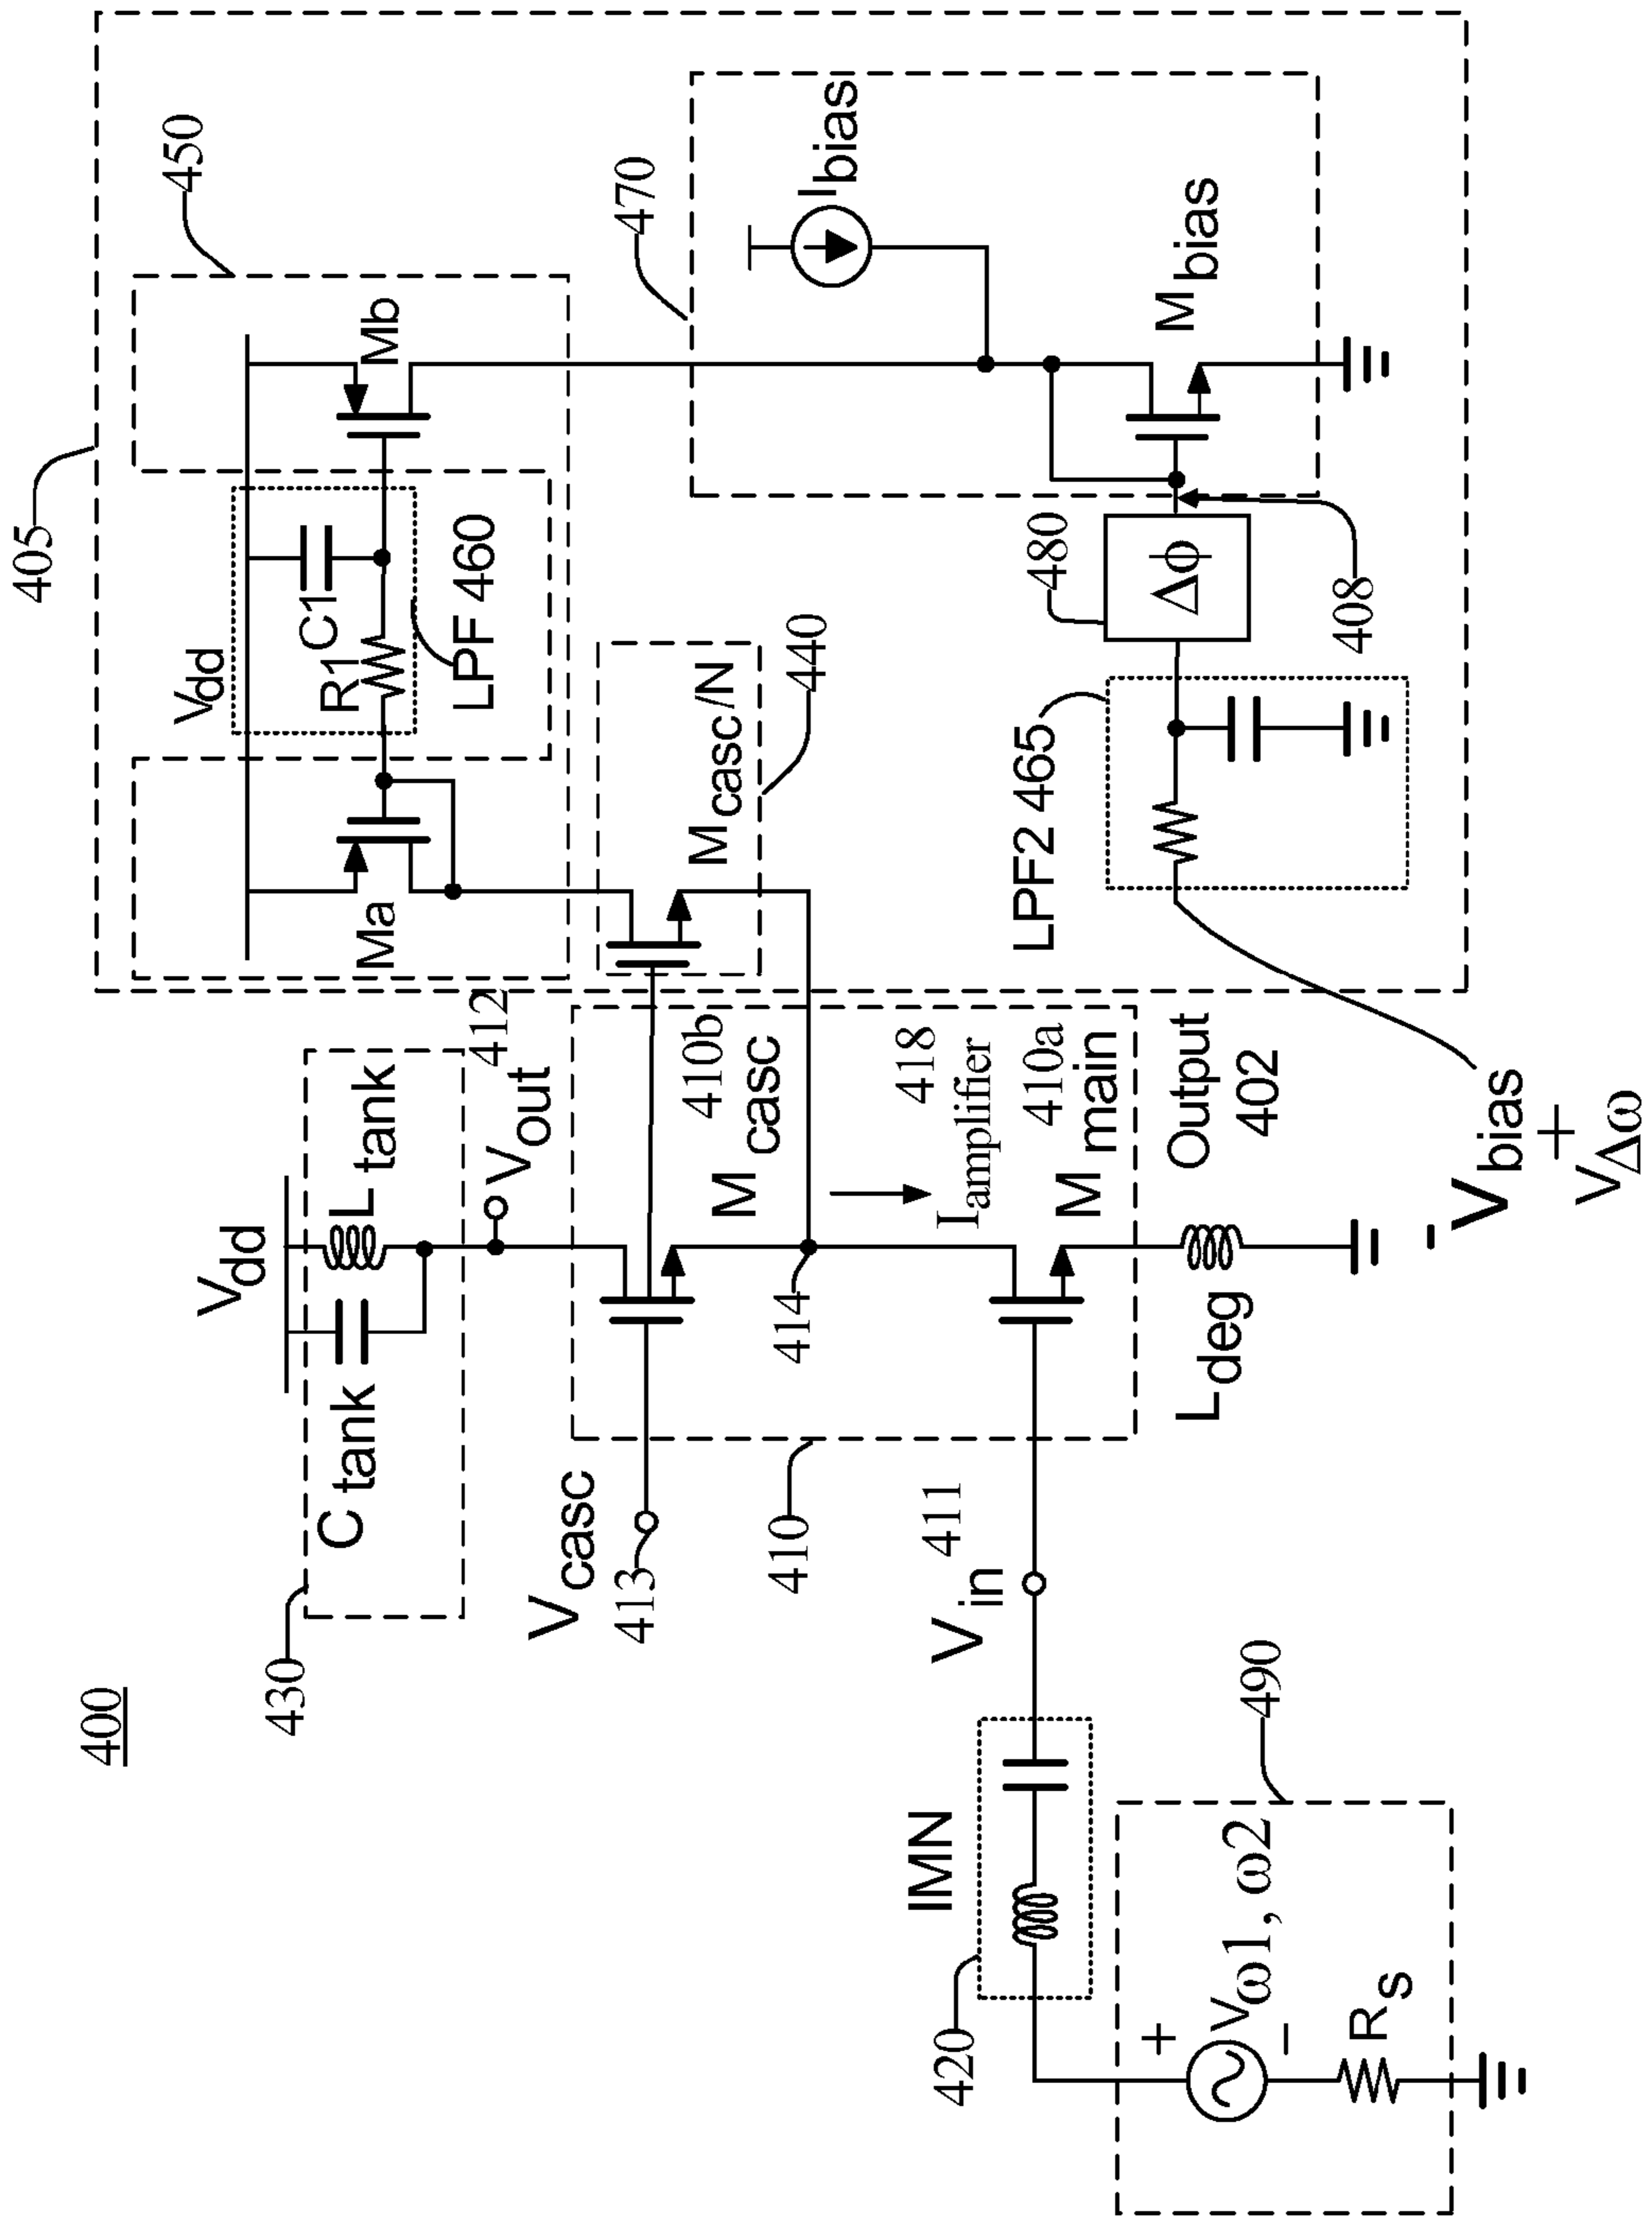 400
405
450
430
Vdd
Vdd
Ctank
Ltank
Ma
R1
C1
Mb
LPF 460
412
Vout
470
Ibias
Vcasc
413
410b
Mcasc
Mcasc/N
440
414
418
Iamplifier
410
411
Vin
410a
Mmain
LPF2 465
480
Δϕ
408
Mbias
IMN
420
Ldeg
Output
402
490
+
Vω1, ω2
−
Rs
-
Vbias
+
VΔω